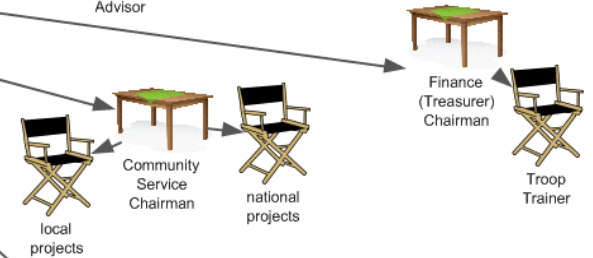 Advisor
Finance
(Treasurer)
Chairman
Community
Service
Chairman
national
projects
Troop
Trainer
local
projects